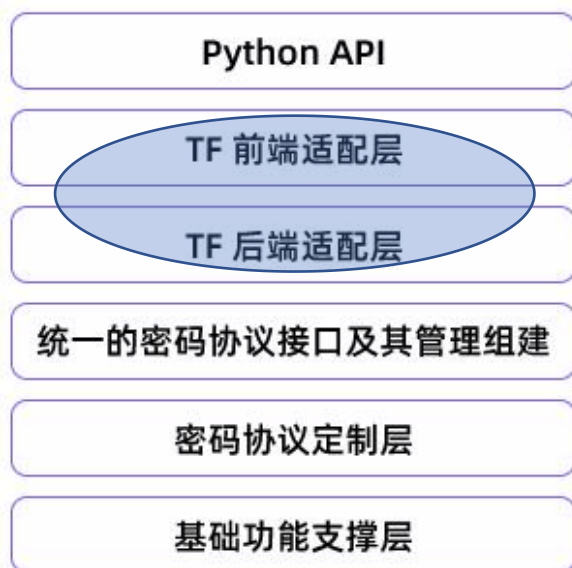 Python API
TF 前端适配层
TF 后端适配层
统一的密码协议接口及其管理组建
密码协议定制层
基础功能支撑层